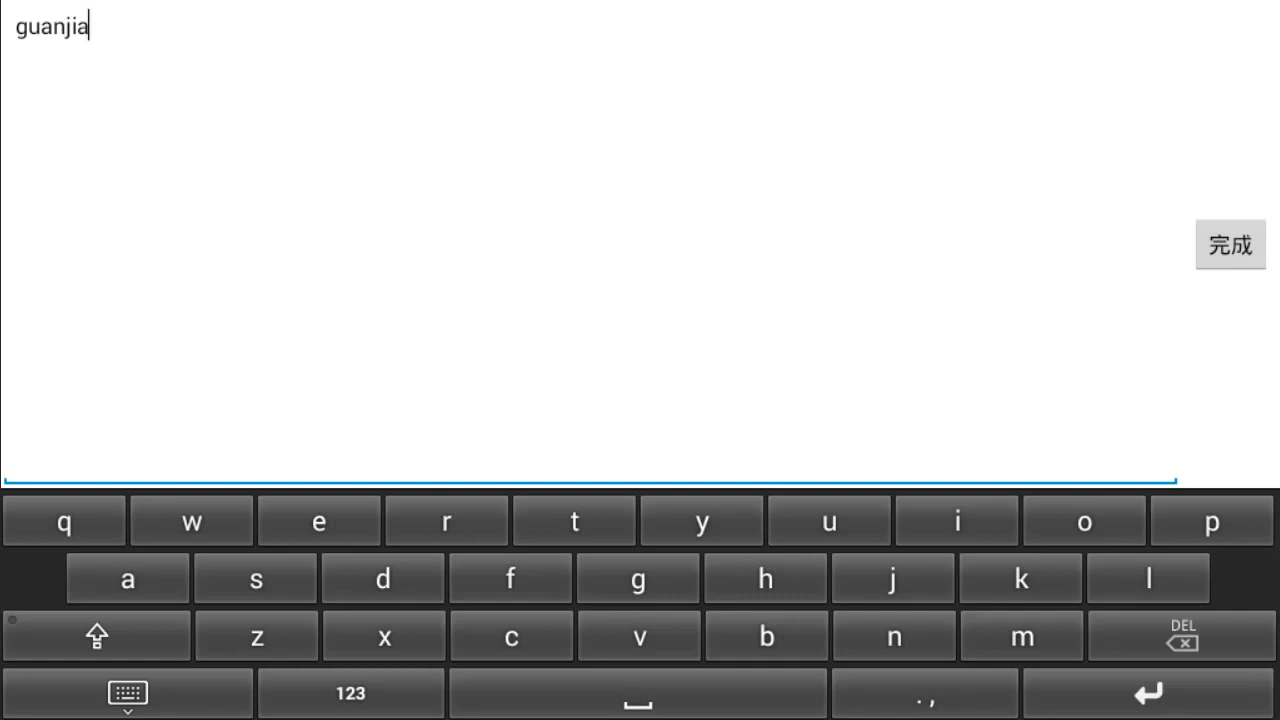 guanjia
完成
q w e r t y u i o p
a s d f g h j k l
z x c v b n m DEL
123 . ,